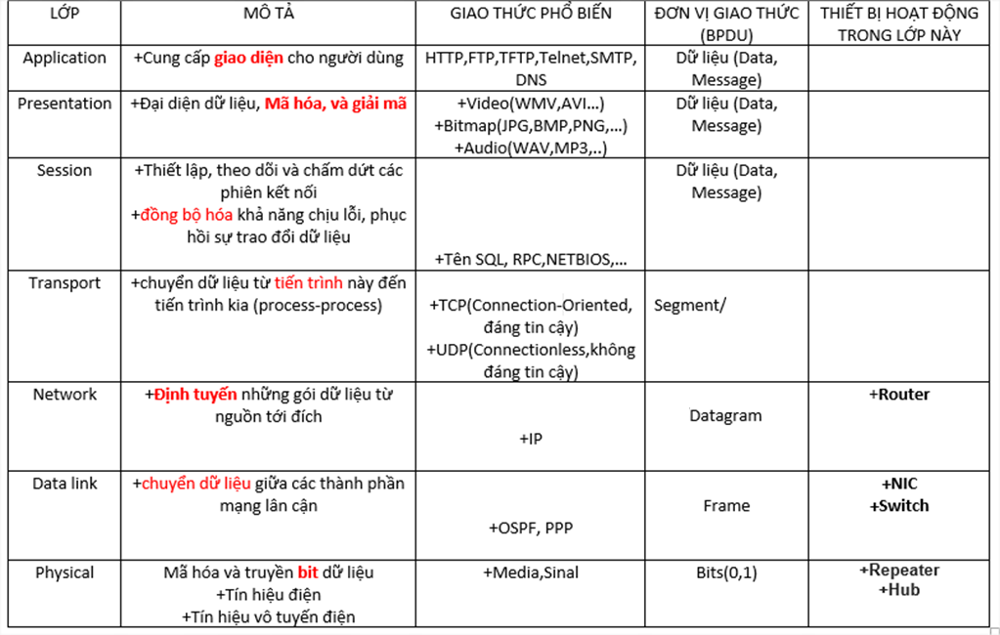 LỚP
MÔ TẢ
GIAO THỨC PHỔ BIẾN
ĐƠN VỊ GIAO THỨC
(BPDU)
THIẾT BỊ HOẠT ĐỘNG
TRONG LỚP NÀY
Application
+Cung cấp giao diện cho người dùng
HTTP,FTP,TFTP,Telnet,SMTP,
DNS
Dữ liệu (Data,
Message)
Presentation
+Đại diện dữ liệu, Mã hóa, và giải mã
+Video(WMV,AVI...)
+Bitmap(JPG,BMP,PNG,...)
+Audio(WAV,MP3,..)
Dữ liệu (Data,
Message)
Session
+Thiết lập, theo dõi và chấm dứt các
phiên kết nối
+đồng bộ hóa khả năng chịu lỗi, phục
hồi sự trao đổi dữ liệu
+Tên SQL, RPC,NETBIOS,...
Dữ liệu (Data,
Message)
Transport
+chuyển dữ liệu từ tiến trình này đến
tiến trình kia (process-process)
+TCP(Connection-Oriented,
đáng tin cậy)
+UDP(Connectionless,không
đáng tin cậy)
Segment/
Network
+Định tuyến những gói dữ liệu từ
nguồn tới đích
+IP
Datagram
+Router
Data link
+chuyển dữ liệu giữa các thành phần
mạng lân cận
+OSPF, PPP
Frame
+NIC
+Switch
Physical
Mã hóa và truyền bit dữ liệu
+Tín hiệu điện
+Tín hiệu vô tuyến điện
+Media,Sinal
Bits(0,1)
+Repeater
+Hub